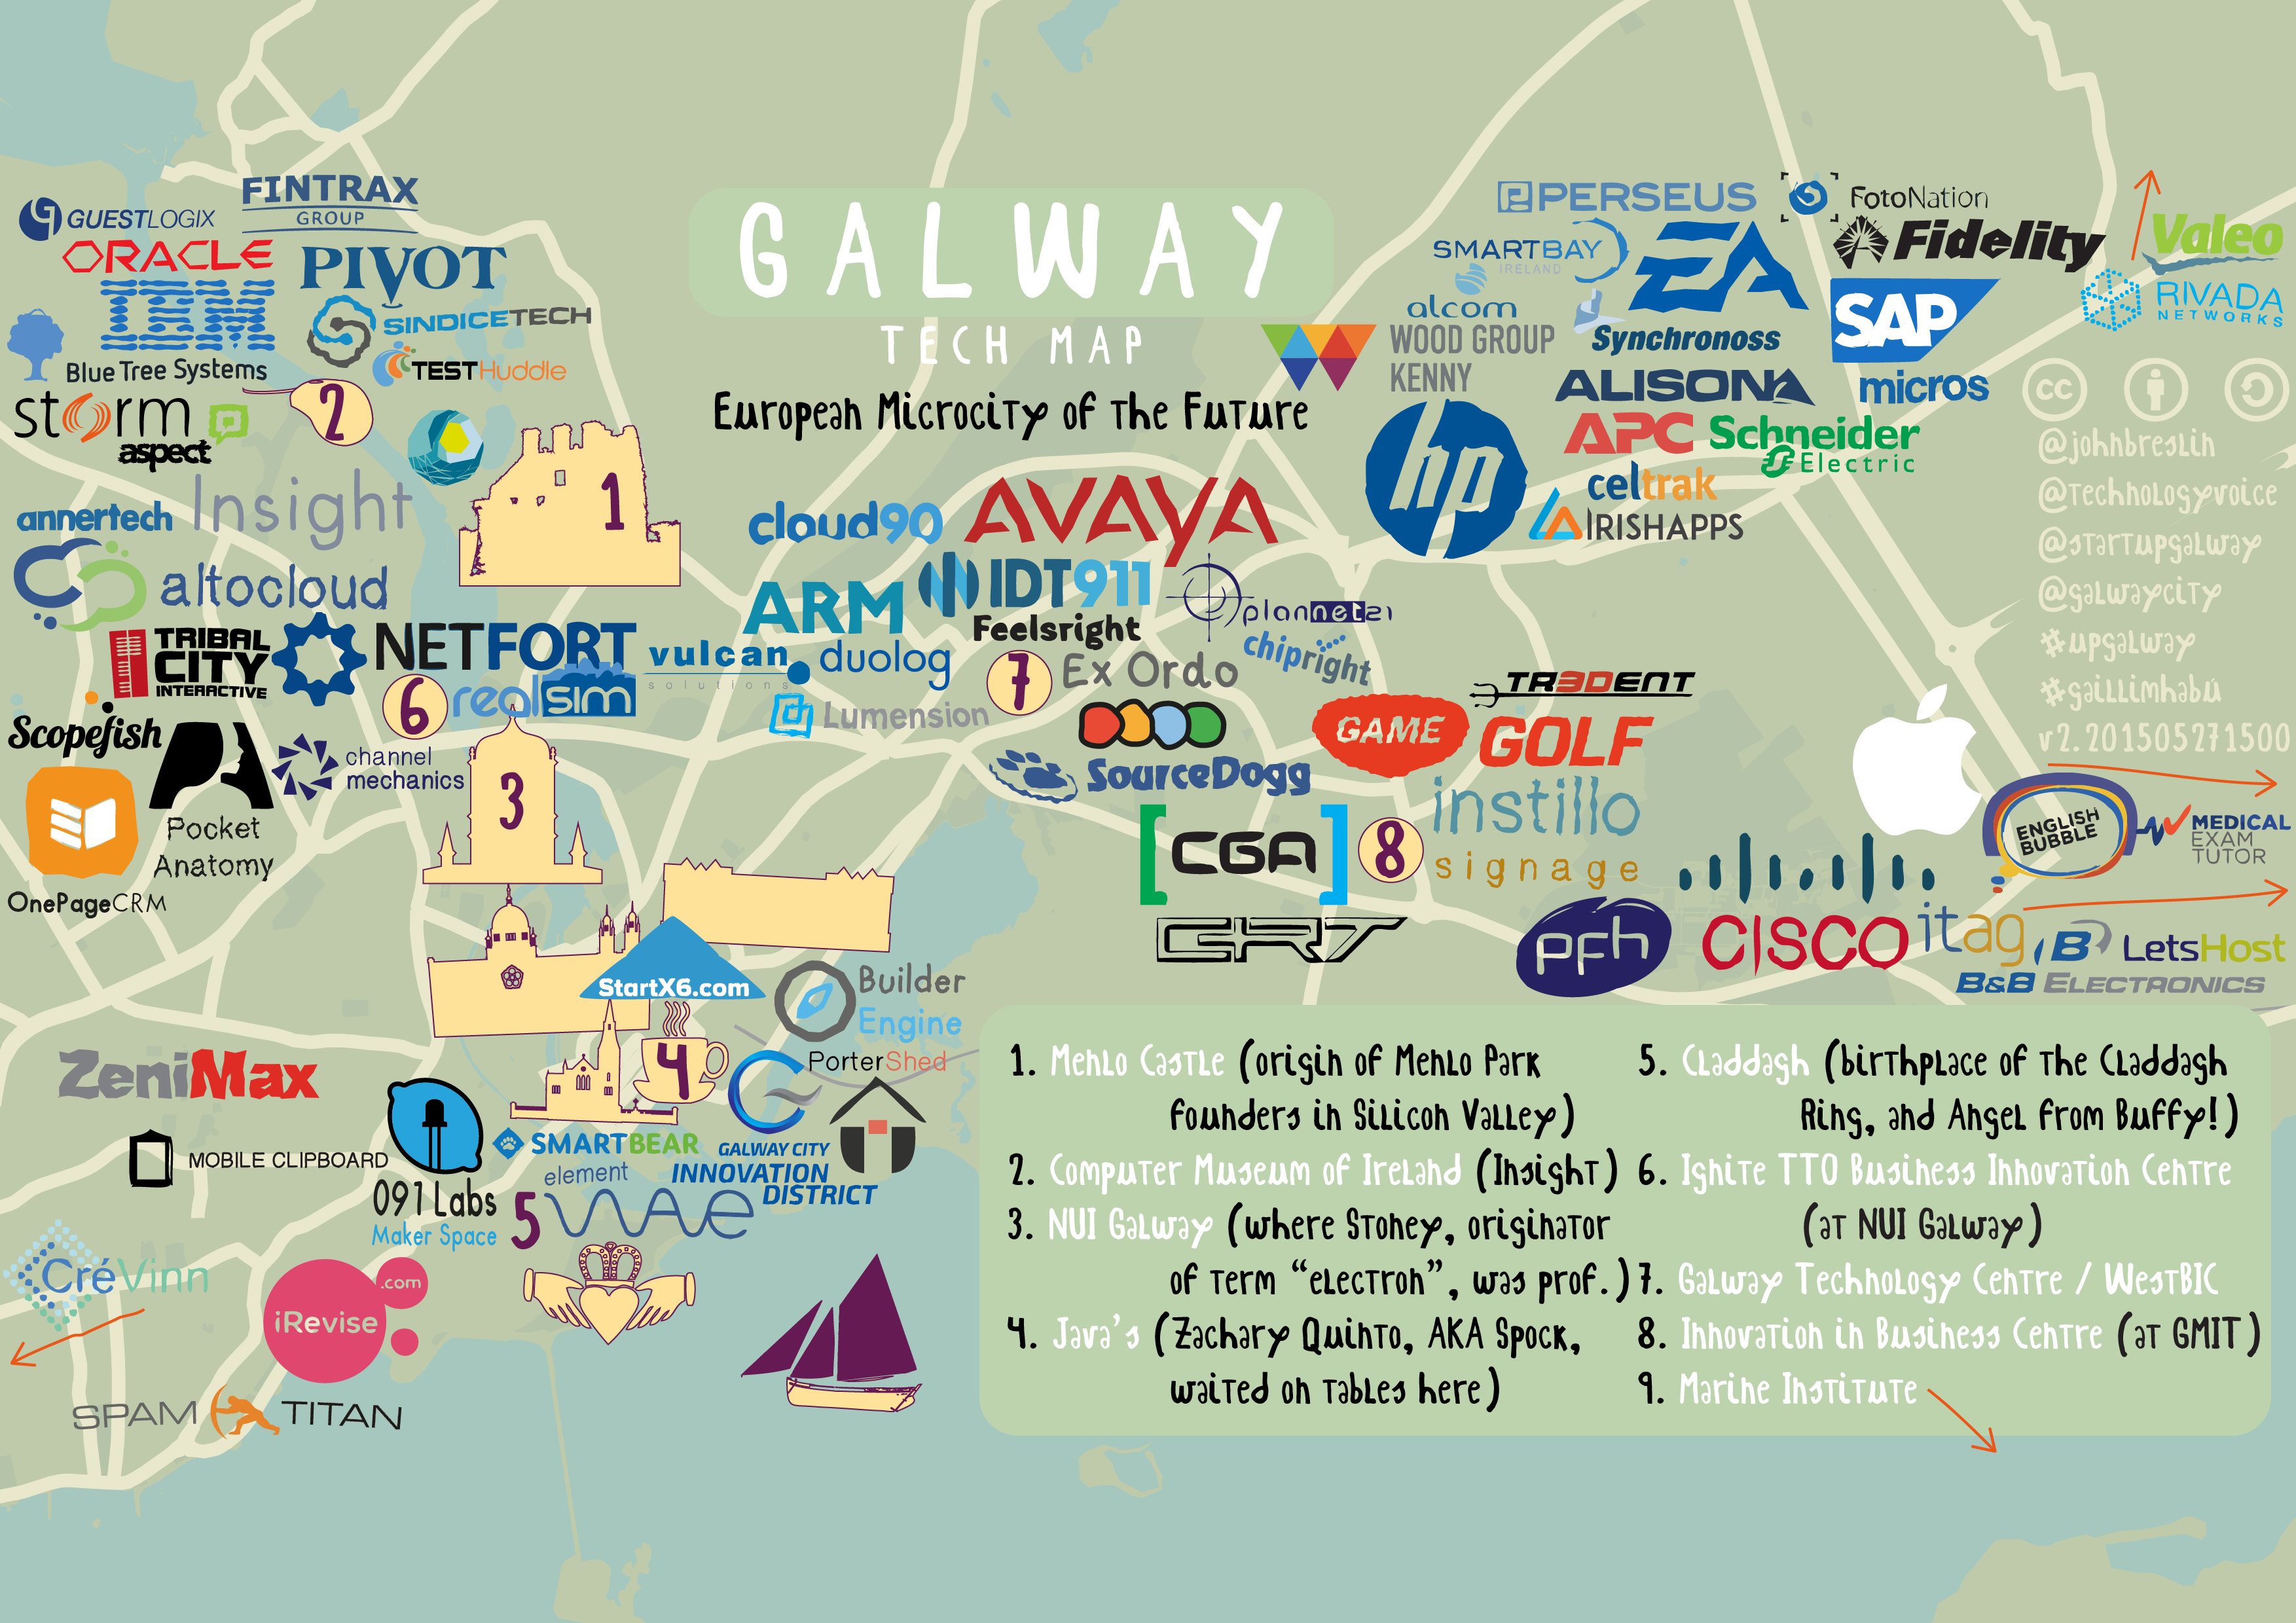 GALWAY
TECH MAP
European Microcity of the Future
GUESTLOGIX
FINTRAX
GROUP
ORACLE
PIVOT
IBM
SINDICETECH
Blue Tree Systems
TESTHuddle
2
storm
aspect
1
annertech
Insight
altocloud
TRIBAL
CITY
INTERACTIVE
NETFORT
6
realsim
Scopefish
channel
mechanics
3
Pocket
Anatomy
OnePageCRM
cloud90
AVAYA
ARM
IDT911
Feelsright
plannet21
chipright
vulcan
solutions
duolog
7
Ex Ordo
Lumension
SourceDogg
PERSEUS
FotoNation
SMARTBAY
IRELAND
EA
Fidelity
Valeo
alcom
RIVADA
NETWORKS
WOOD GROUP
KENNY
Synchronoss
SAP
ALISON
micros
hp
APC
Schneider
Electric
celtrak
IRISHAPPS
cc
@johnbreslin
@technologyvoice
@startupgalway
@galwaycity
#upgalway
#gaillimhabú
v2.201505271500
TR3DENT
GAME
GOLF
instillo
[CGA]
8
signage
CR7
ENGLISH
BUBBLE
MEDICAL
EXAM
TUTOR
pfh
CISCO
itag
B
LetsHost
B&B ELECTRONICS
StartX6.com
Builder
Engine
4
PorterShed
ZeniMax
MOBILE CLIPBOARD
091 Labs
Maker Space
SMARTBEAR
GALWAY CITY
INNOVATION
DISTRICT
element
wave
5
CréVinn
iRevise
.com
SPAM TITAN
1. Menlo Castle (origin of Menlo Park
founders in Silicon Valley)
2. Computer Museum of Ireland (Insight)
3. NUI Galway (where Stoney, originator
of term “electron”, was prof.)
4. Java's (Zachary Quinto, AKA Spock,
waited on tables here)
5. Claddagh (birthplace of the Claddagh
Ring, and Angel from Buffy!)
6. Ignite TTO Business Innovation Centre
(at NUI Galway)
7. Galway Technology Centre / WestBIC
8. Innovation in Business Centre (at GMIT)
9. Marine Institute